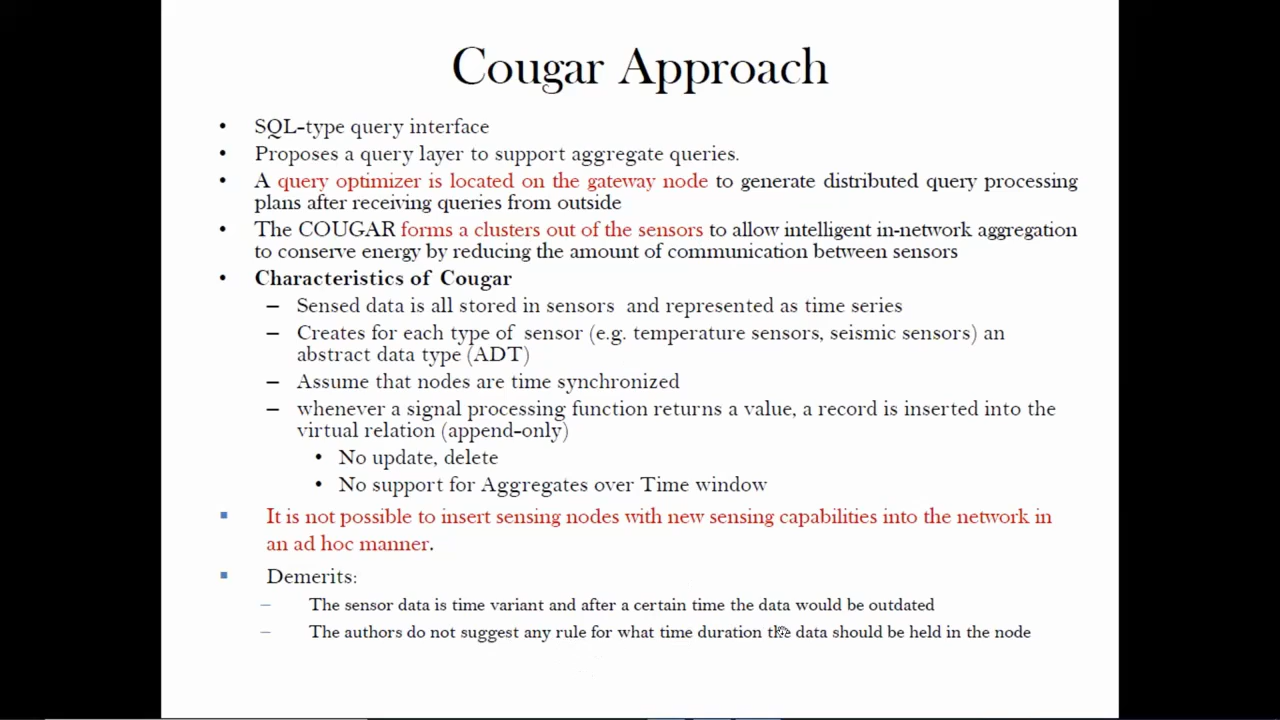 Cougar Approach
• SQL-type query interface
• Proposes a query layer to support aggregate queries.
• A query optimizer is located on the gateway node to generate distributed query processing
plans after receiving queries from outside
• The COUGAR forms a clusters out of the sensors to allow intelligent in-network aggregation
to conserve energy by reducing the amount of communication between sensors
• Characteristics of Cougar
– Sensed data is all stored in sensors and represented as time series
– Creates for each type of sensor (e.g. temperature sensors, seismic sensors) an
abstract data type (ADT)
– Assume that nodes are time synchronized
– whenever a signal processing function returns a value, a record is inserted into the
virtual relation (append-only)
• No update, delete
• No support for Aggregates over Time window
▪ It is not possible to insert sensing nodes with new sensing capabilities into the network in
an ad hoc manner.
▪ Demerits:
– The sensor data is time variant and after a certain time the data would be outdated
– The authors do not suggest any rule for what time duration the data should be held in the node